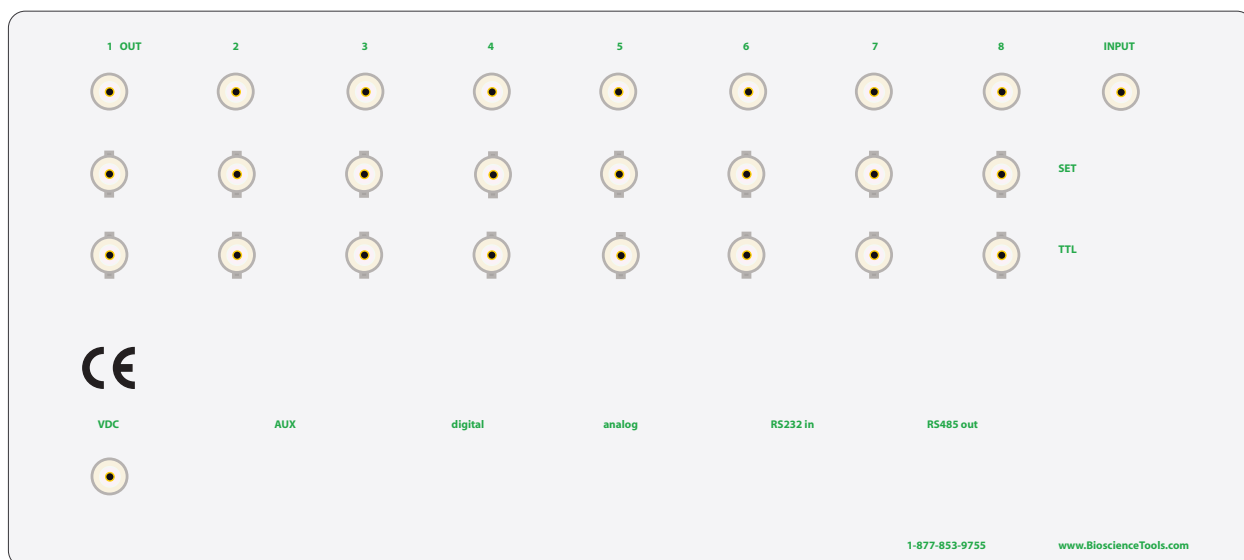 1 OUT 2 3 4 5 6 7 8 INPUT
SET
TTL
CE
VDC AUX digital analog RS232 in RS485 out
1-877-853-9755 www.BioscienceTools.com